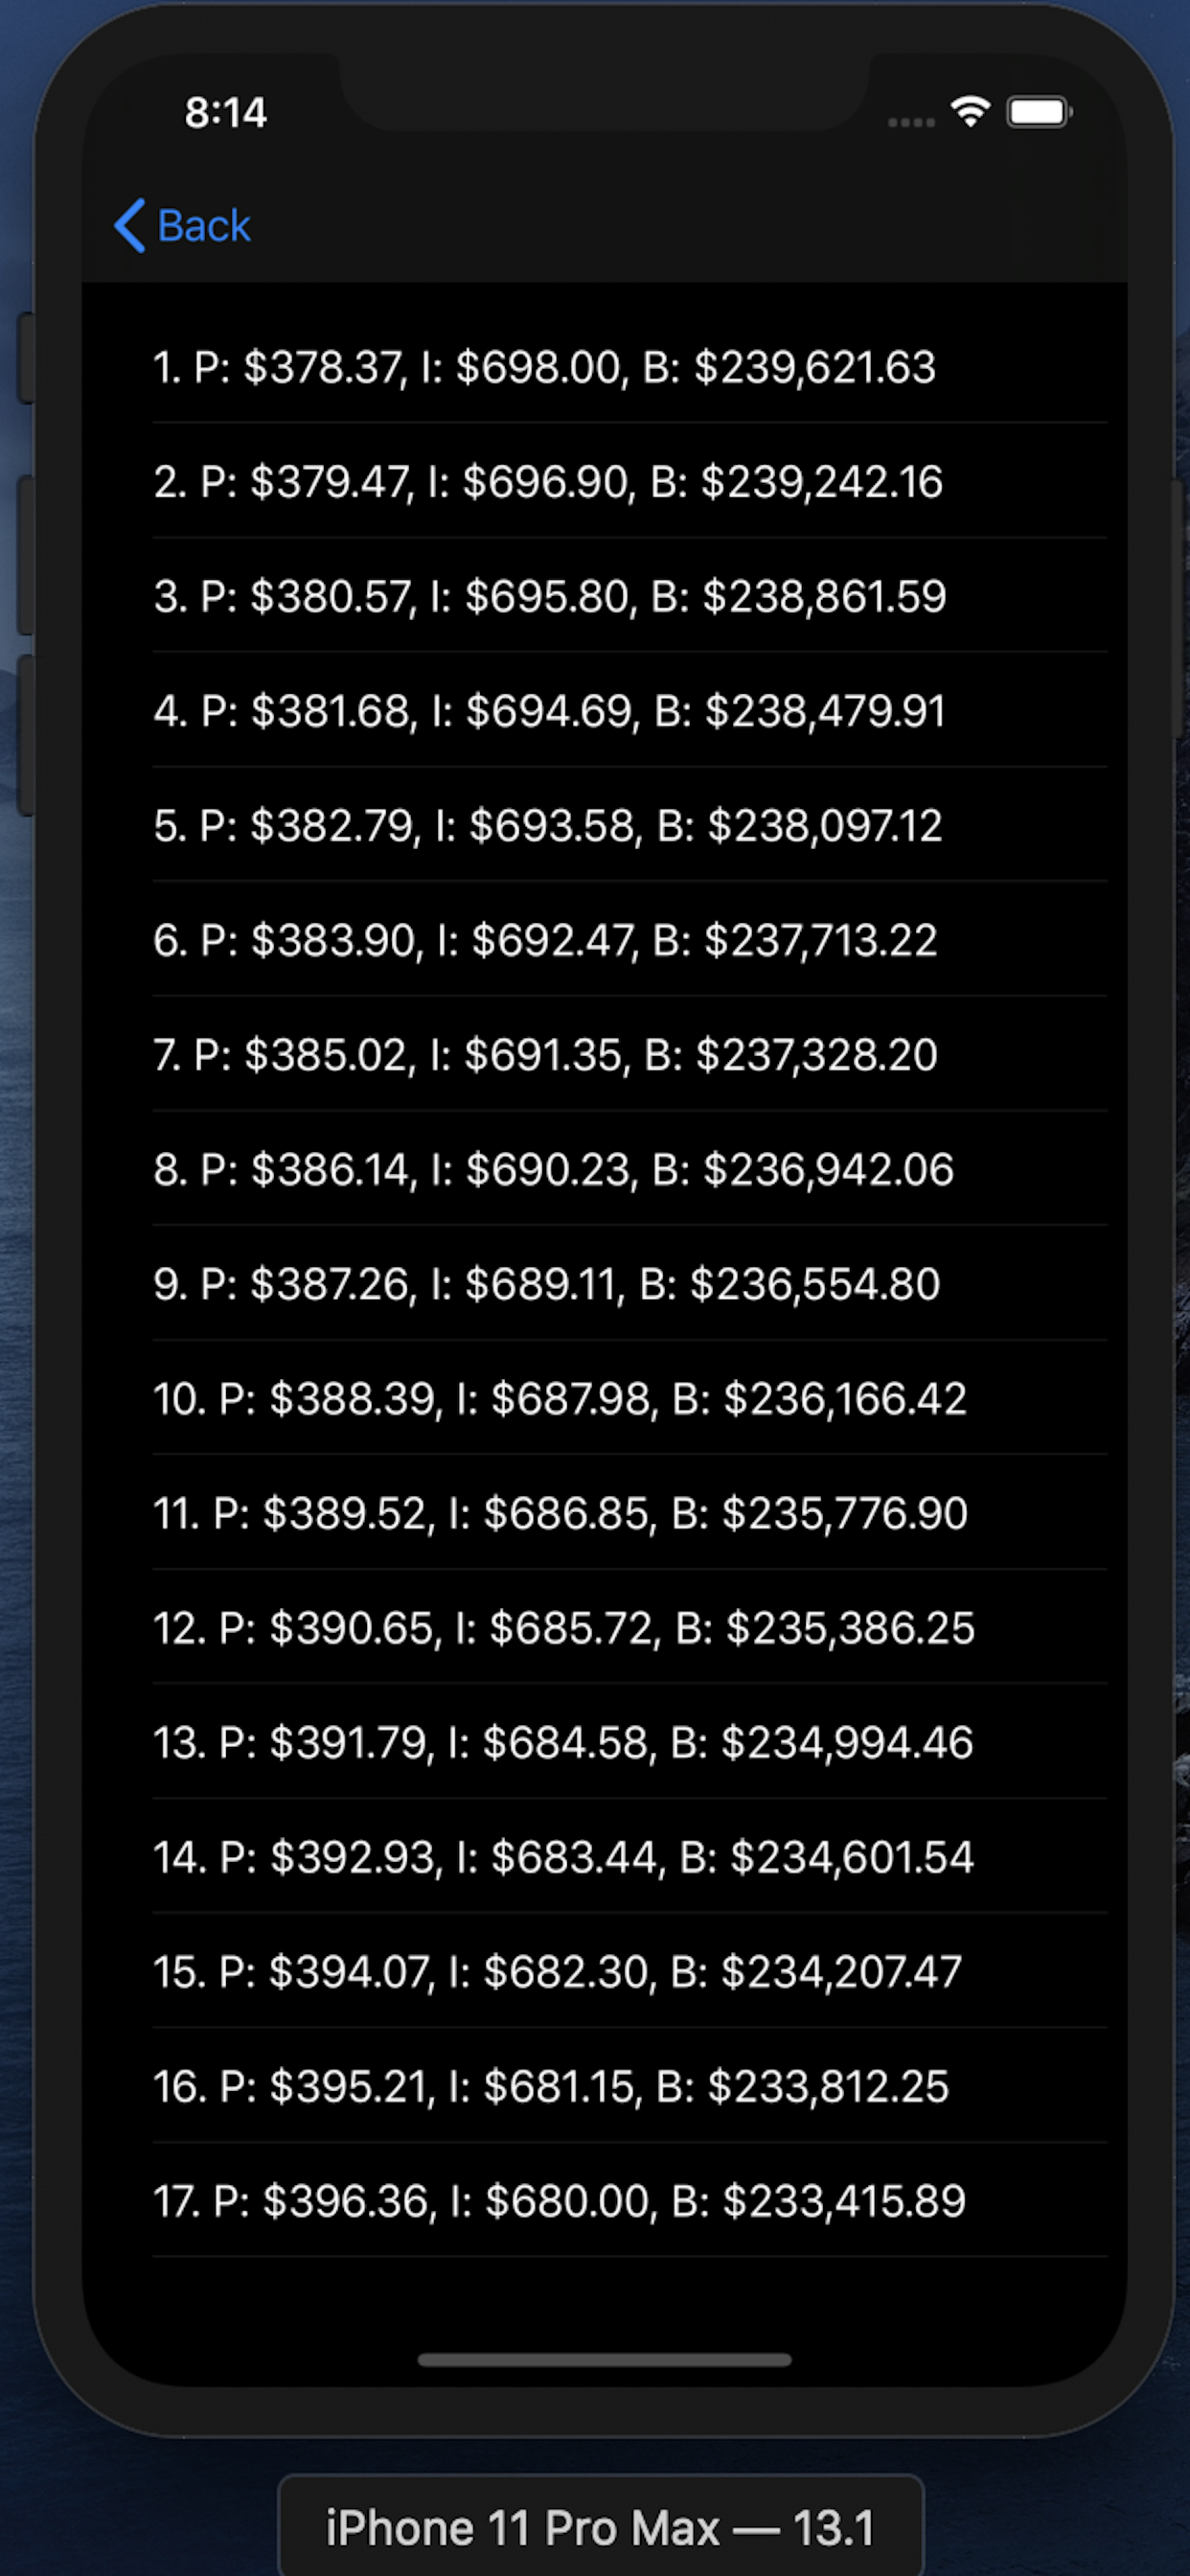 8:14
Back
1. P: $378.37, I: $698.00, B: $239,621.63
2. P: $379.47, I: $696.90, B: $239,242.16
3. P: $380.57, I: $695.80, B: $238,861.59
4. P: $381.68, I: $694.69, B: $238,479.91
5. P: $382.79, I: $693.58, B: $238,097.12
6. P: $383.90, I: $692.47, B: $237,713.22
7. P: $385.02, I: $691.35, B: $237,328.20
8. P: $386.14, I: $690.23, B: $236,942.06
9. P: $387.26, I: $689.11, B: $236,554.80
10. P: $388.39, I: $687.98, B: $236,166.42
11. P: $389.52, I: $686.85, B: $235,776.90
12. P: $390.65, I: $685.72, B: $235,386.25
13. P: $391.79, I: $684.58, B: $234,994.46
14. P: $392.93, I: $683.44, B: $234,601.54
15. P: $394.07, I: $682.30, B: $234,207.47
16. P: $395.21, I: $681.15, B: $233,812.25
17. P: $396.36, I: $680.00, B: $233,415.89
iPhone 11 Pro Max — 13.1